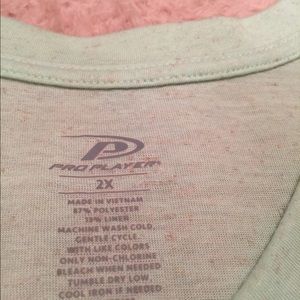 PRO PLAYER
2X
MADE IN VIETNAM
87% POLYESTER
13% LINEN
MACHINE WASH COLD,
GENTLE CYCLE,
WITH LIKE COLORS
ONLY NON-CHLORINE
BLEACH WHEN NEEDED
TUMBLE DRY LOW,
COOL IRON IF NEEDED